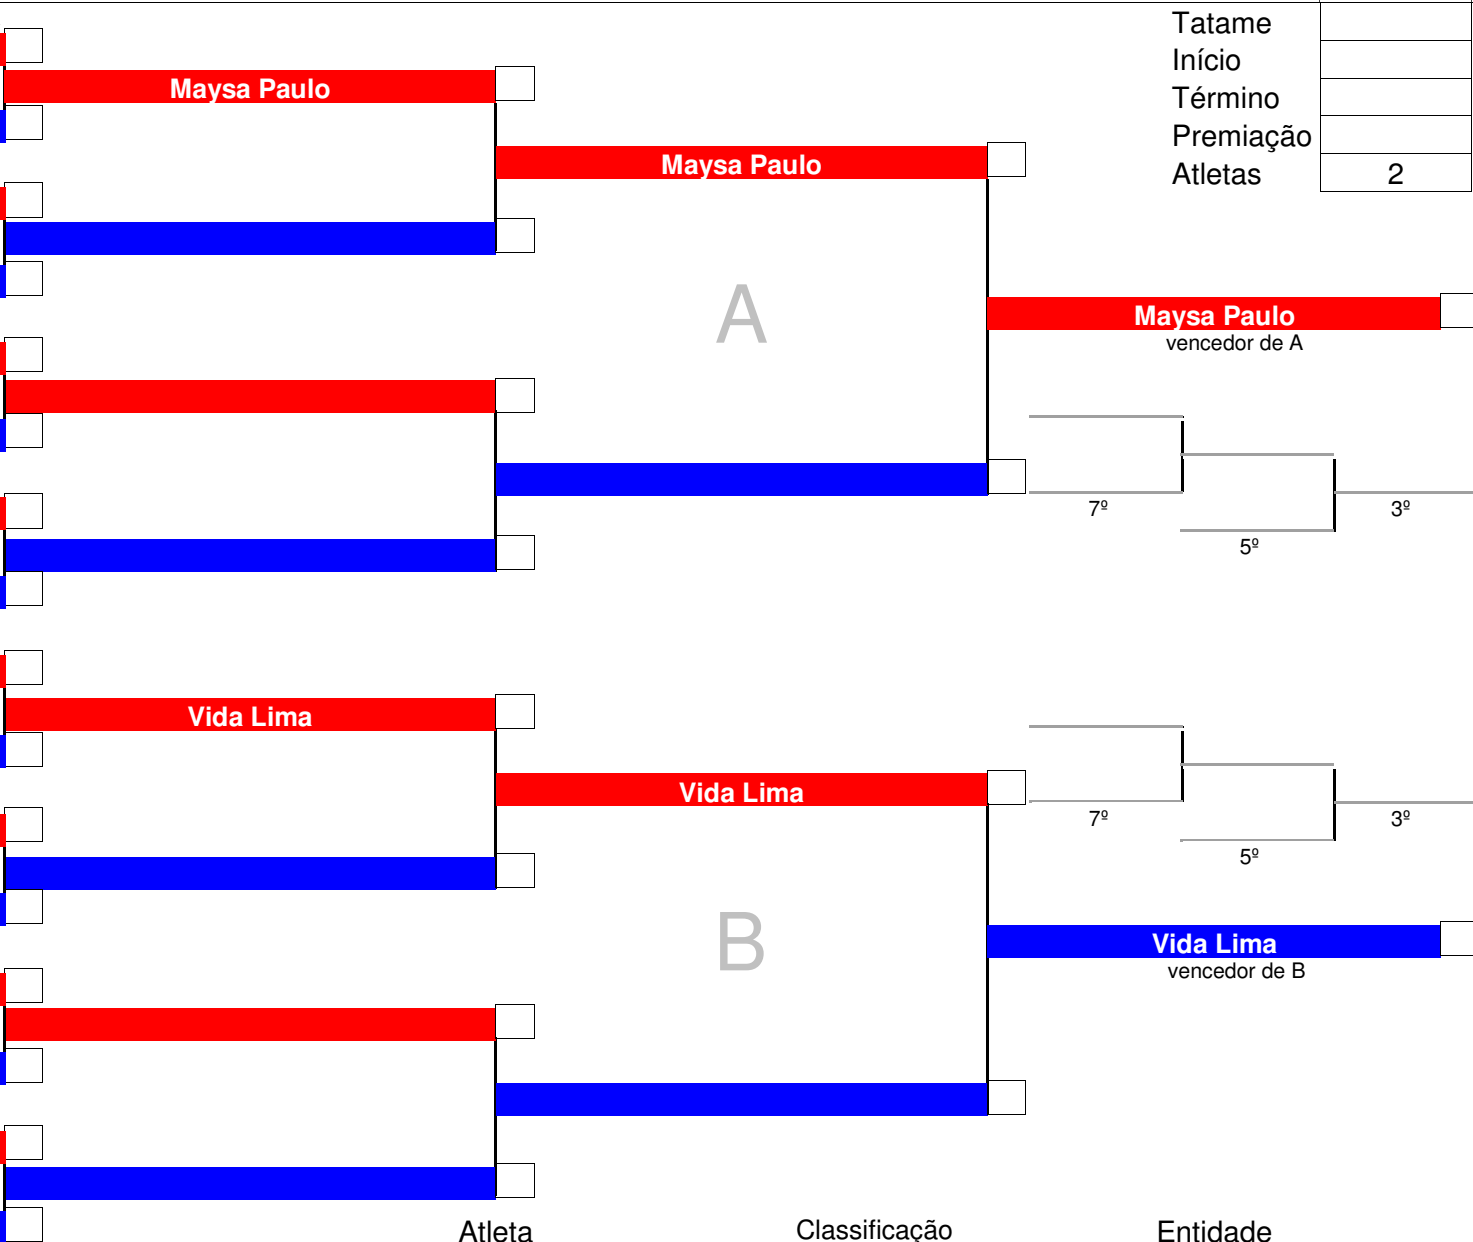 Tatame
Início
Término
Premiação
Atletas 2
Maysa Paulo
Maysa Paulo
A
Maysa Paulo
vencedor de A
7º
3º
5º
Vida Lima
Vida Lima
7º
3º
5º
B
Vida Lima
vencedor de B
Atleta Classificação Entidade